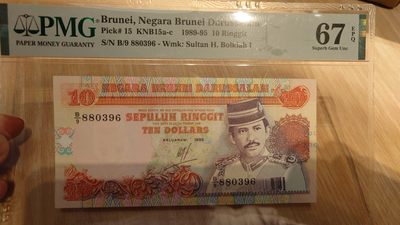 PMG
PAPER MONEY GUARANTY
Brunei, Negara Brunei Darussalam
Pick# 15 KNB15a-c 1989-95 10 Ringgit
S/N B/9 880396 - Wmk: Sultan H. Bolkiah I
67 EPQ
Superb Gem Unc
10 NEGARA BRUNEI DARUSSALAM
B/9 880396
SEPULUH RINGGIT
TEN DOLLARS
KELUARAN
B/9 880396